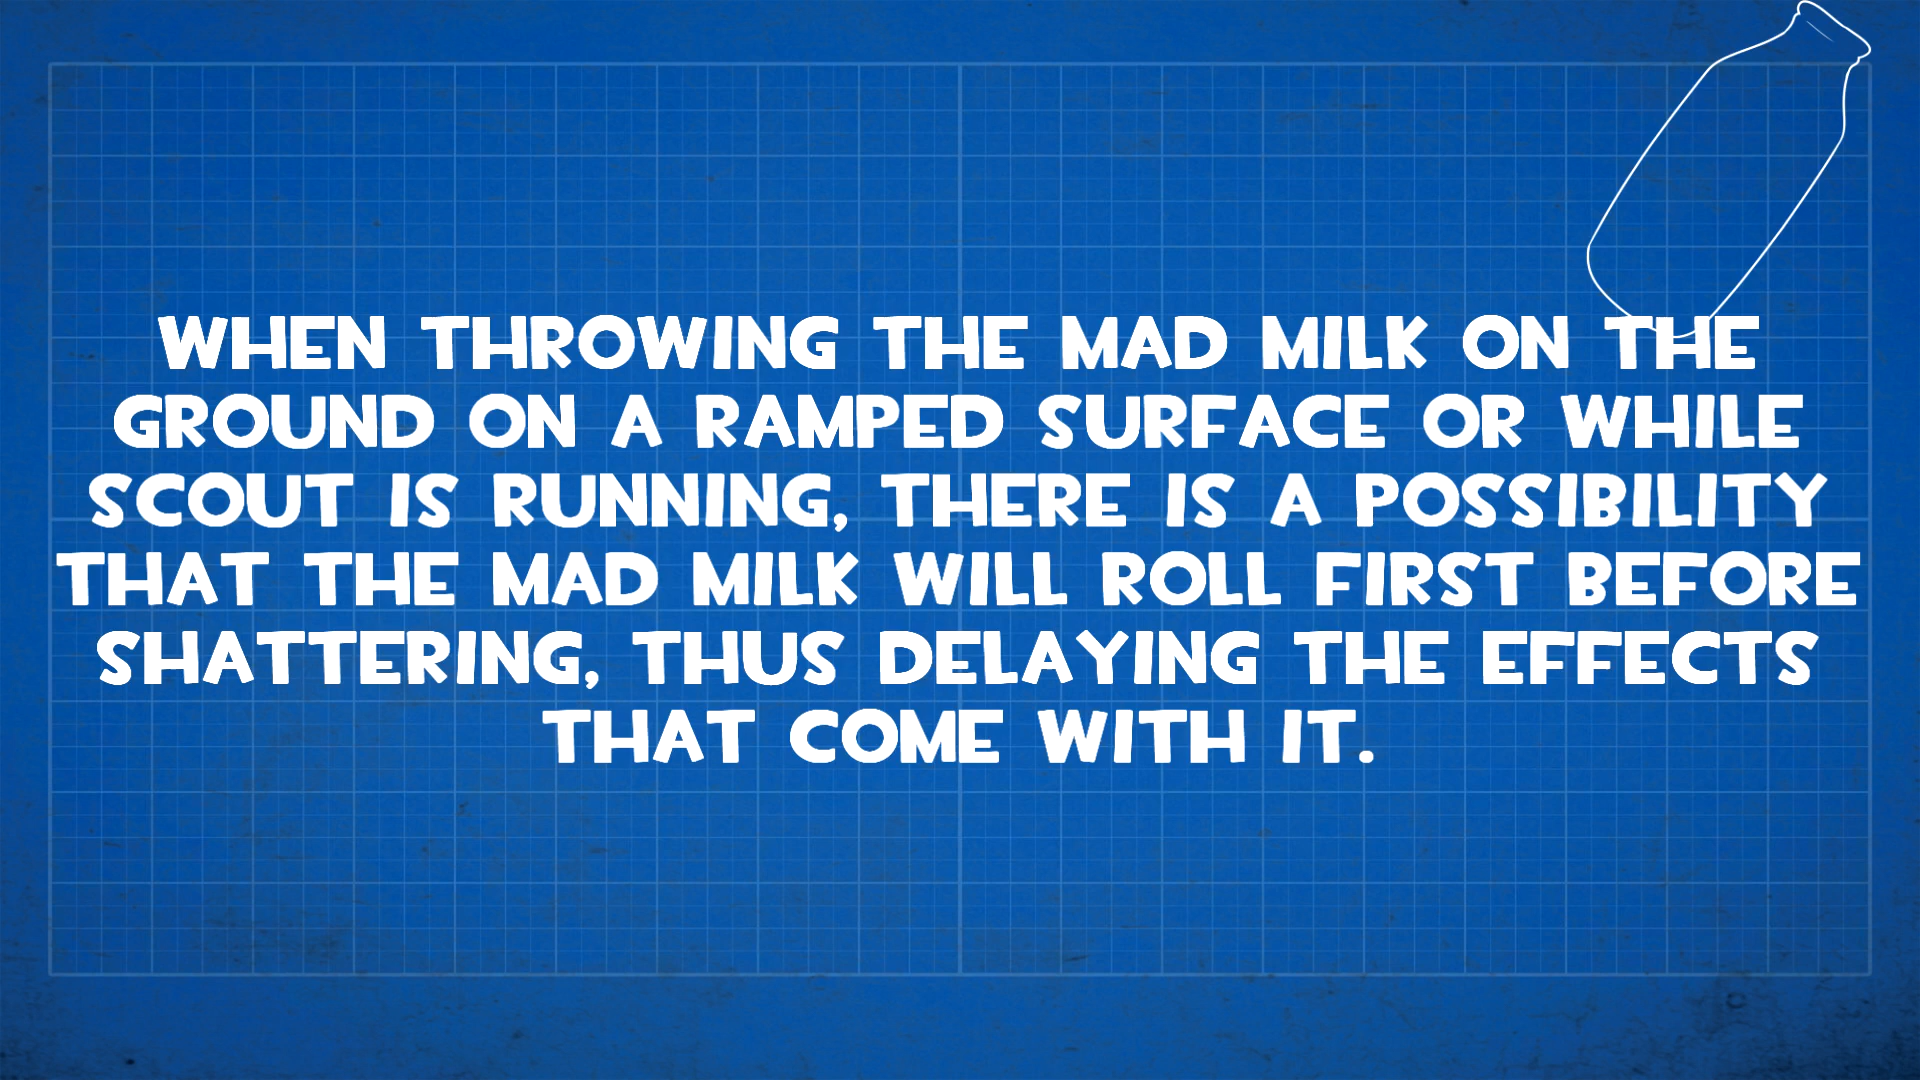 WHEN THROWING THE MAD MILK ON THE
GROUND ON A RAMPED SURFACE OR WHILE
SCOUT IS RUNNING, THERE IS A POSSIBILITY
THAT THE MAD MILK WILL ROLL FIRST BEFORE
SHATTERING, THUS DELAYING THE EFFECTS
THAT COME WITH IT.